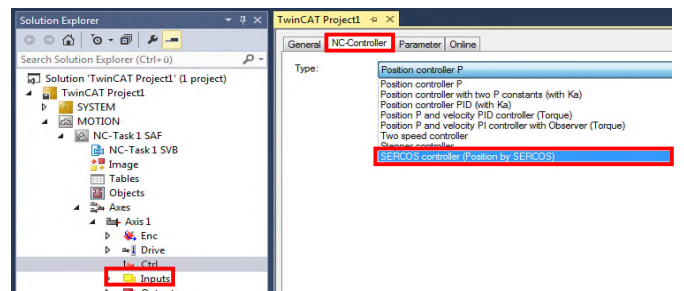 Solution Explorer
Search Solution Explorer (Ctrl+ü)
Solution 'TwinCAT Project1' (1 project)
TwinCAT Project1
SYSTEM
MOTION
NC-Task 1 SAF
NC-Task 1 SVB
Image
Tables
Objects
Axes
Axis 1
Enc
Drive
Ctrl
Inputs
TwinCAT Project1
General NC-Controller Parameter Online
Type: Position controller P
Position controller P
Position controller with two P constants (with Ka)
Position controller PID (with Ka)
Position P and velocity PID controller (Torque)
Position P and velocity PI controller with Observer (Torque)
Two speed controller
Stepper controller
SERCOS controller (Position by SERCOS)